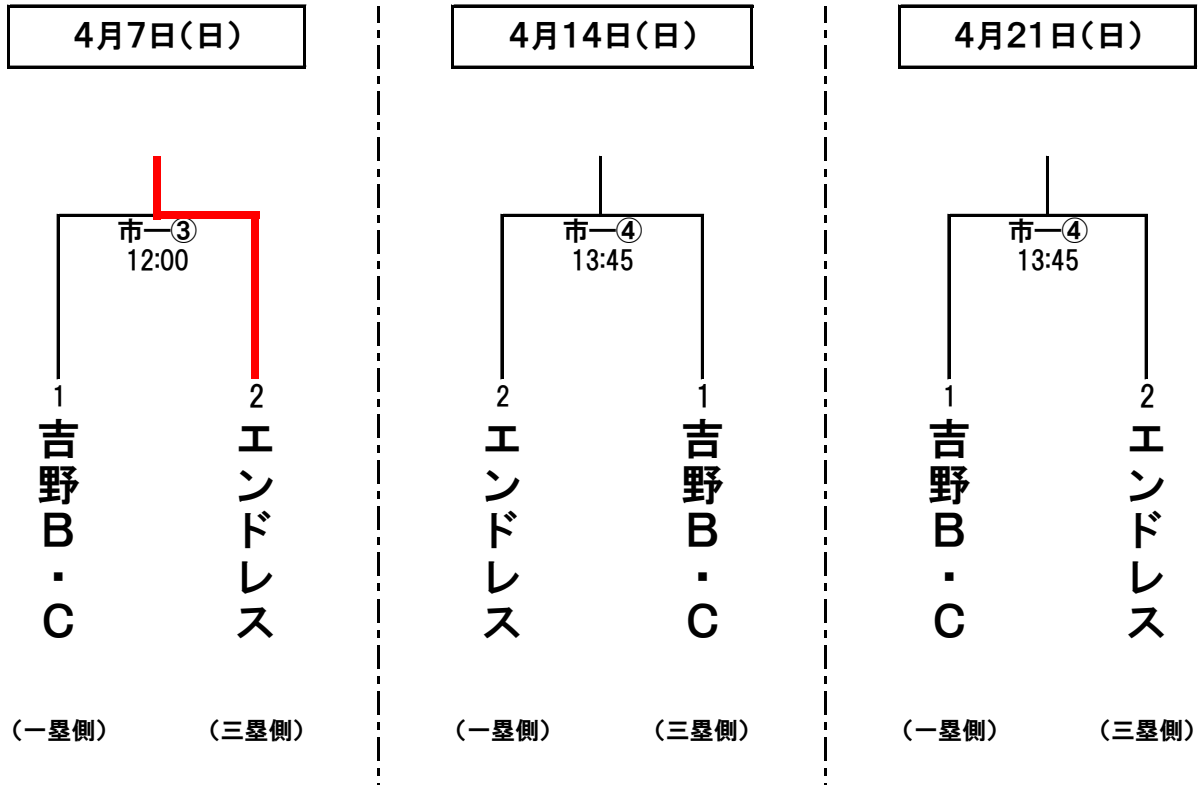 4月7日(日)
市―③
12:00
1
2
吉野B・C
エンドレス
(一塁側)
(三塁側)
4月14日(日)
市―④
13:45
2
1
エンドレス
吉野B・C
(一塁側)
(三塁側)
4月21日(日)
市―④
13:45
1
2
吉野B・C
エンドレス
(一塁側)
(三塁側)